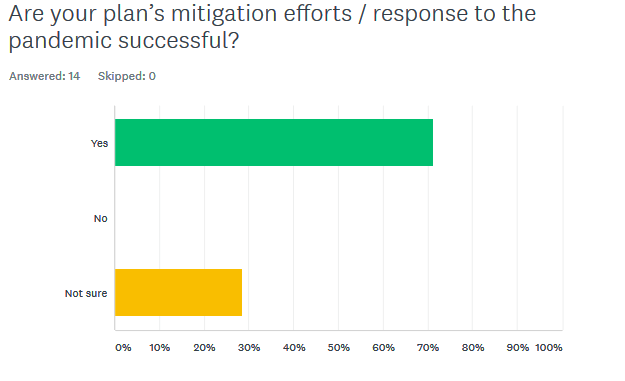 Are your plan’s mitigation efforts / response to the
pandemic successful?
Answered: 14 Skipped: 0
Yes
No
Not sure
0% 10% 20% 30% 40% 50% 60% 70% 80% 90% 100%